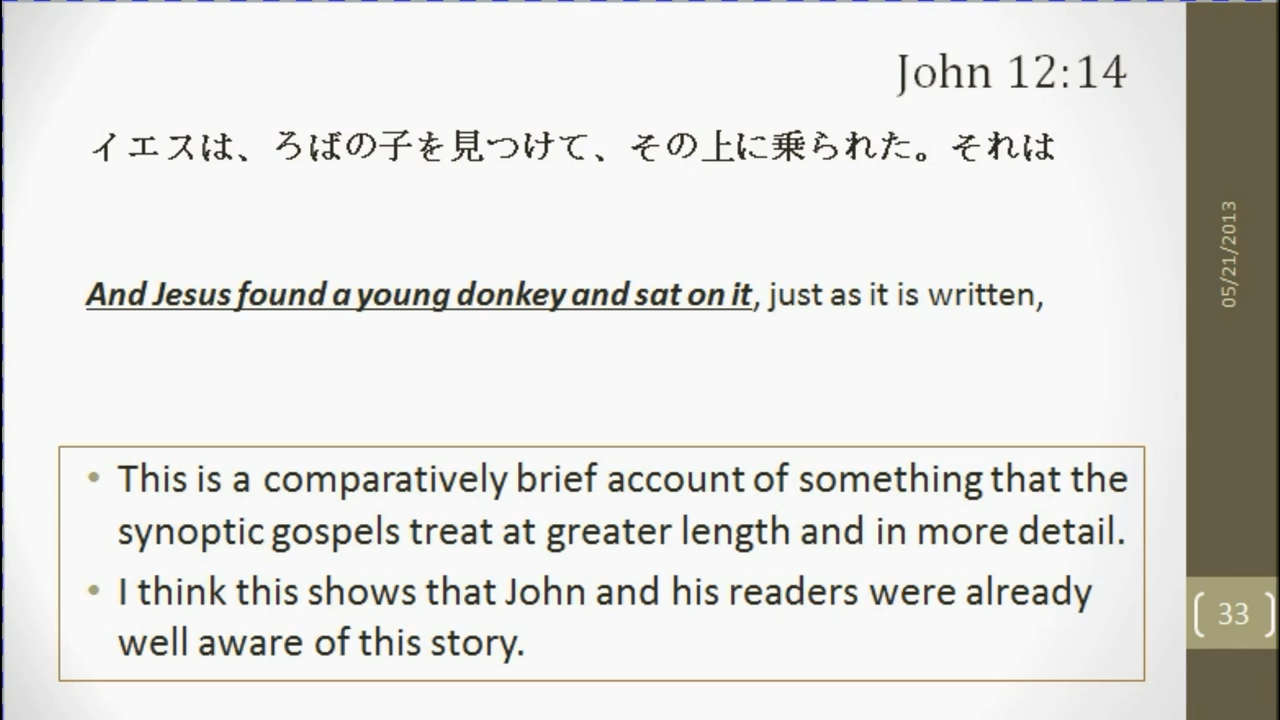 John 12:14
イエスは、ろばの子を見つけて、その上に乗られた。それは
And Jesus found a young donkey and sat on it, just as it is written,
• This is a comparatively brief account of something that the
synoptic gospels treat at greater length and in more detail.
• I think this shows that John and his readers were already
well aware of this story.
05/21/2013
33